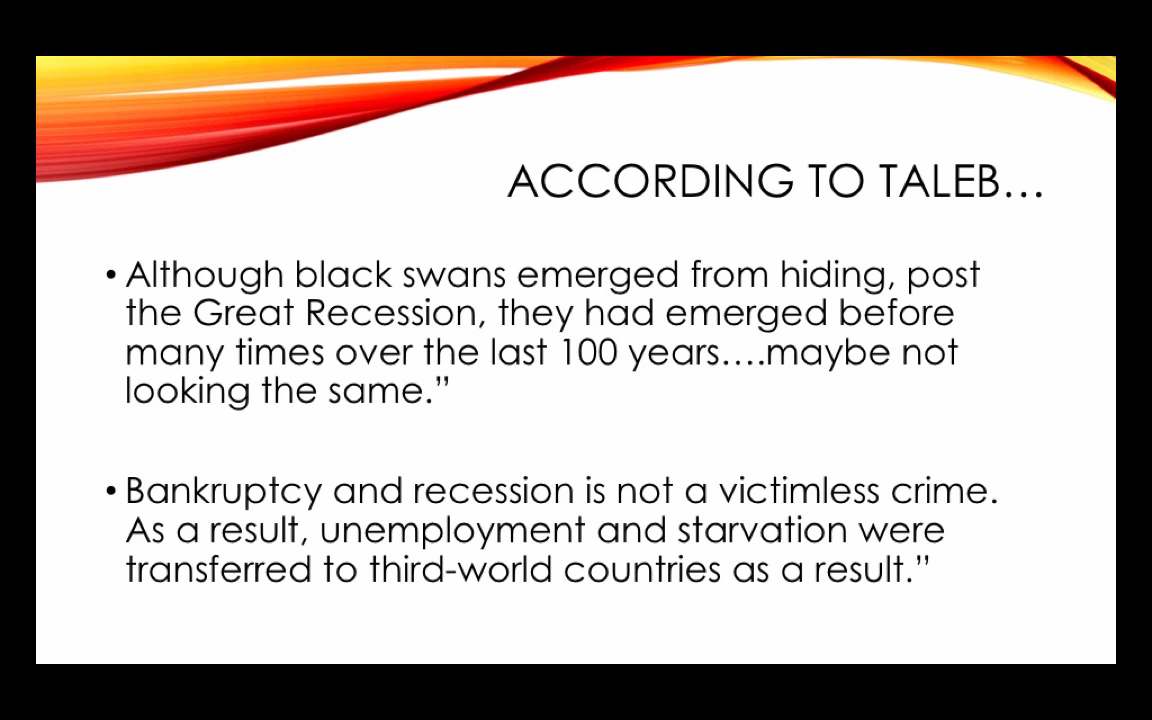 ACCORDING TO TALEB…
• Although black swans emerged from hiding, post
the Great Recession, they had emerged before
many times over the last 100 years….maybe not
looking the same.”
• Bankruptcy and recession is not a victimless crime.
As a result, unemployment and starvation were
transferred to third-world countries as a result.”